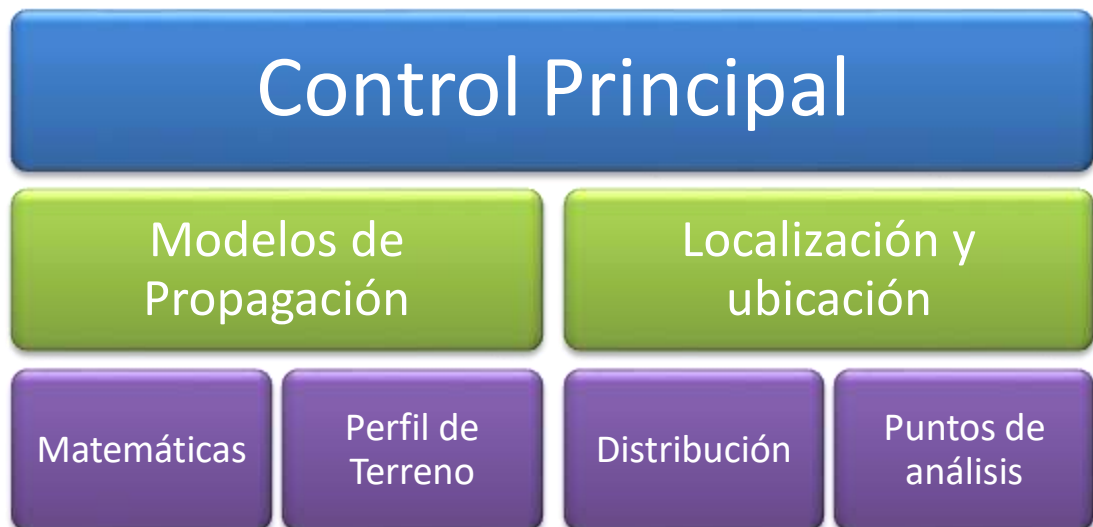 Control Principal
Modelos de
Propagación
Localización y
ubicación
Matemáticas
Perfil de
Terreno
Distribución
Puntos de
análisis